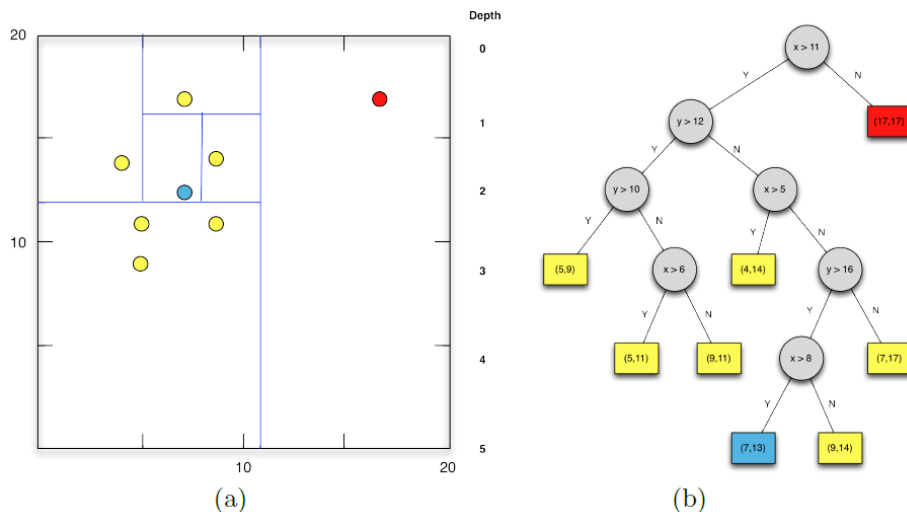 20
10
10
20
(a)
Depth
0
1
2
3
4
5
x > 11
Y
N
y > 12
(17,17)
Y
N
y > 10
x > 5
Y
N
Y
N
(5,9)
x > 6
(4,14)
y > 16
Y
N
Y
N
(5,11)
(9,11)
x > 8
(7,17)
Y
N
(7,13)
(9,14)
(b)